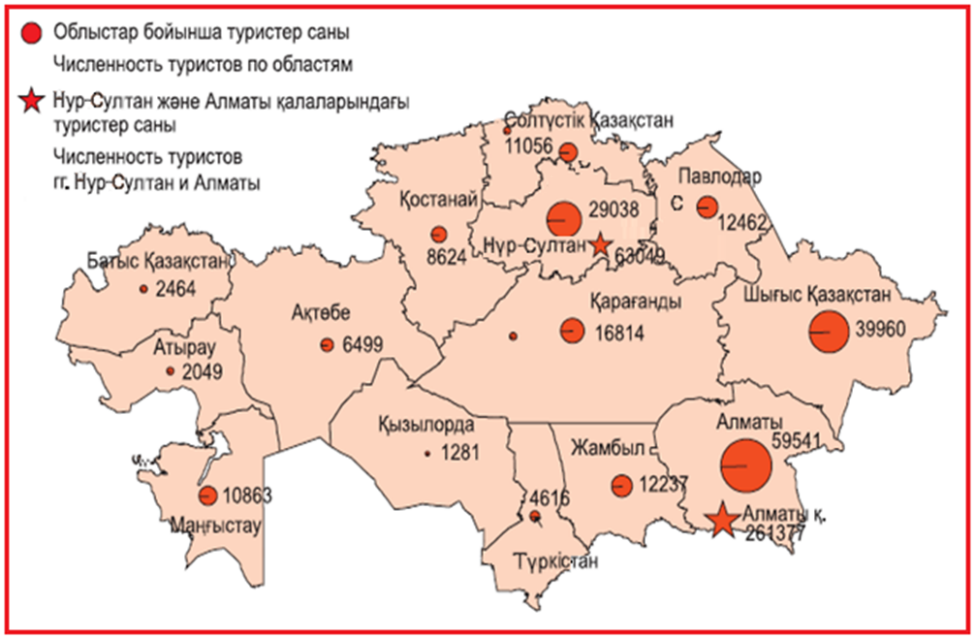 Облыстар бойынша туристер саны
Численность туристов по областям
Нур-Султан және Алматы қалаларындағы
туристер саны
Численность туристов
гг. Нур-Султан и Алматы
Солтүстік Қазақстан
11056
Павлодар
С
12462
Қостанай
8624
29038
Нұр-Султан
63049
Батыс Қазақстан
2464
Ақтөбе
6499
Атырау
2049
Қарағанды
16814
Шығыс Қазақстан
39960
Қызылорда
1281
Жамбыл
12237
Алматы
59541
4616
10863
Маңғыстау
Алматы қ.
261377
Түркістан